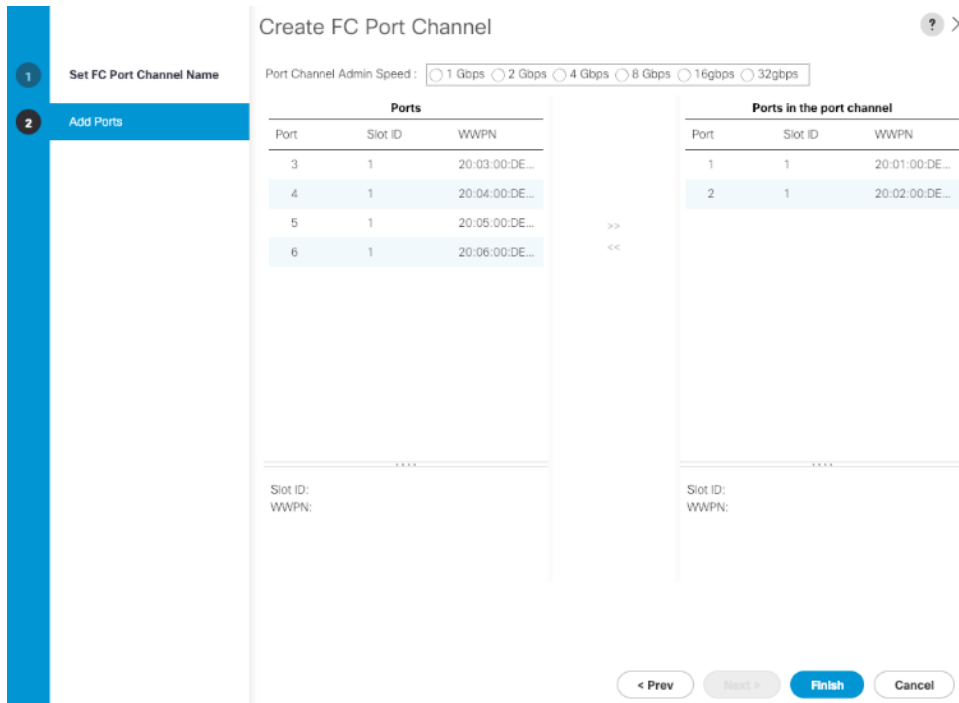 Create FC Port Channel
?
1
Set FC Port Channel Name
2
Add Ports
Port Channel Admin Speed : 1 Gbps 2 Gbps 4 Gbps 8 Gbps 16gbps 32gbps
Ports
Port Slot ID WWPN
3 1 20:03:00:DE...
4 1 20:04:00:DE...
5 1 20:05:00:DE...
6 1 20:06:00:DE...
>>
<<
Ports in the port channel
Port Slot ID WWPN
1 1 20:01:00:DE...
2 1 20:02:00:DE...
Slot ID:
WWPN:
Slot ID:
WWPN:
< Prev
Next >
Finish
Cancel